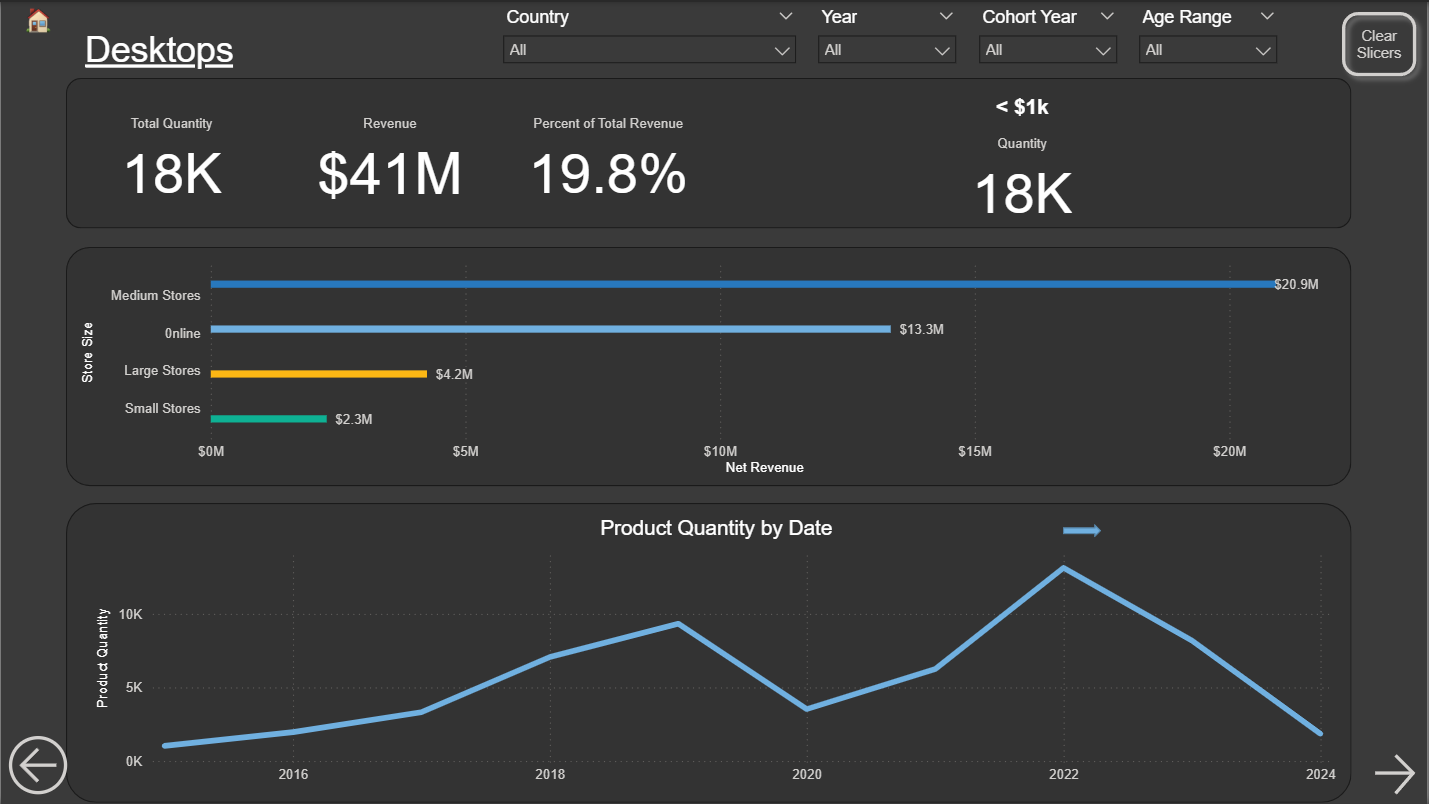 Desktops
Country
All
Year
All
Cohort Year
All
Age Range
All
Clear
Slicers
Total Quantity
18K
Revenue
$41M
Percent of Total Revenue
19.8%
< $1k
Quantity
18K
Store Size
Medium Stores
$20.9M
0nline
$13.3M
Large Stores
$4.2M
Small Stores
$2.3M
$0M $5M $10M $15M $20M
Net Revenue
Product Quantity by Date
Product Quantity
10K
5K
0K
2016 2018 2020 2022 2024